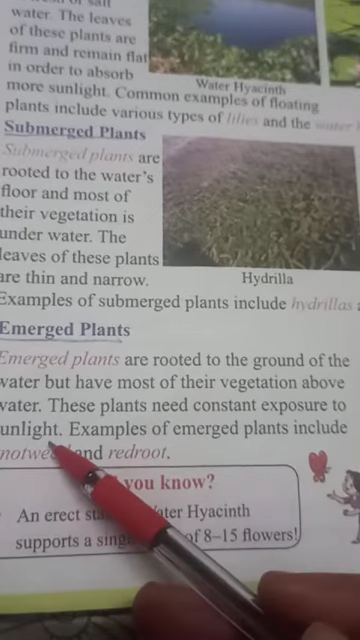 water. The leaves
of these plants are
firm and remain flat
in order to absorb
Water Hyacinth
more sunlight. Common examples of floating
plants include various types of lilies and the water
Submerged Plants
Submerged plants are
rooted to the water's
floor and most of
their vegetation is
under water. The
leaves of these plants
are thin and narrow.
Hydrilla
Examples of submerged plants include hydrillas
Emerged Plants
Emerged plants are rooted to the ground of the
water but have most of their vegetation above
water. These plants need constant exposure to
unlight. Examples of emerged plants include
and redroot.
you know?
An erect Water Hyacinth
supports a of 8–15 flowers!